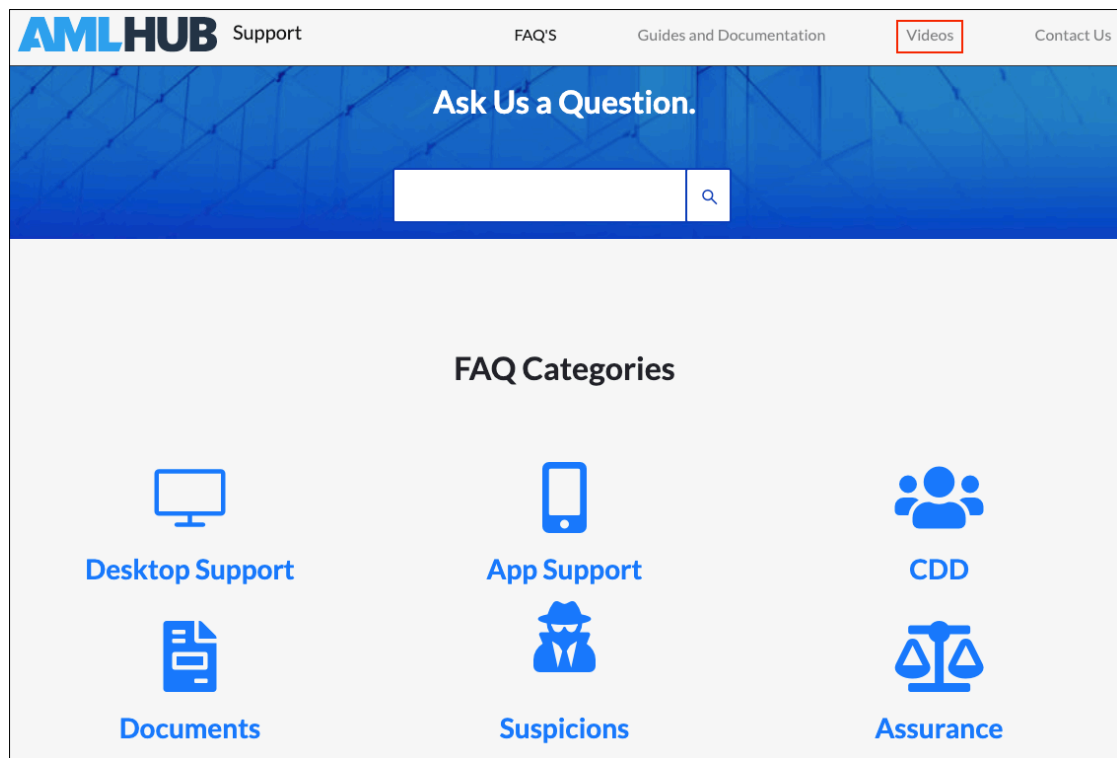 AMLHUB Support FAQ'S Guides and Documentation Videos Contact Us
Ask Us a Question.
FAQ Categories
Desktop Support App Support CDD
Documents Suspicions Assurance